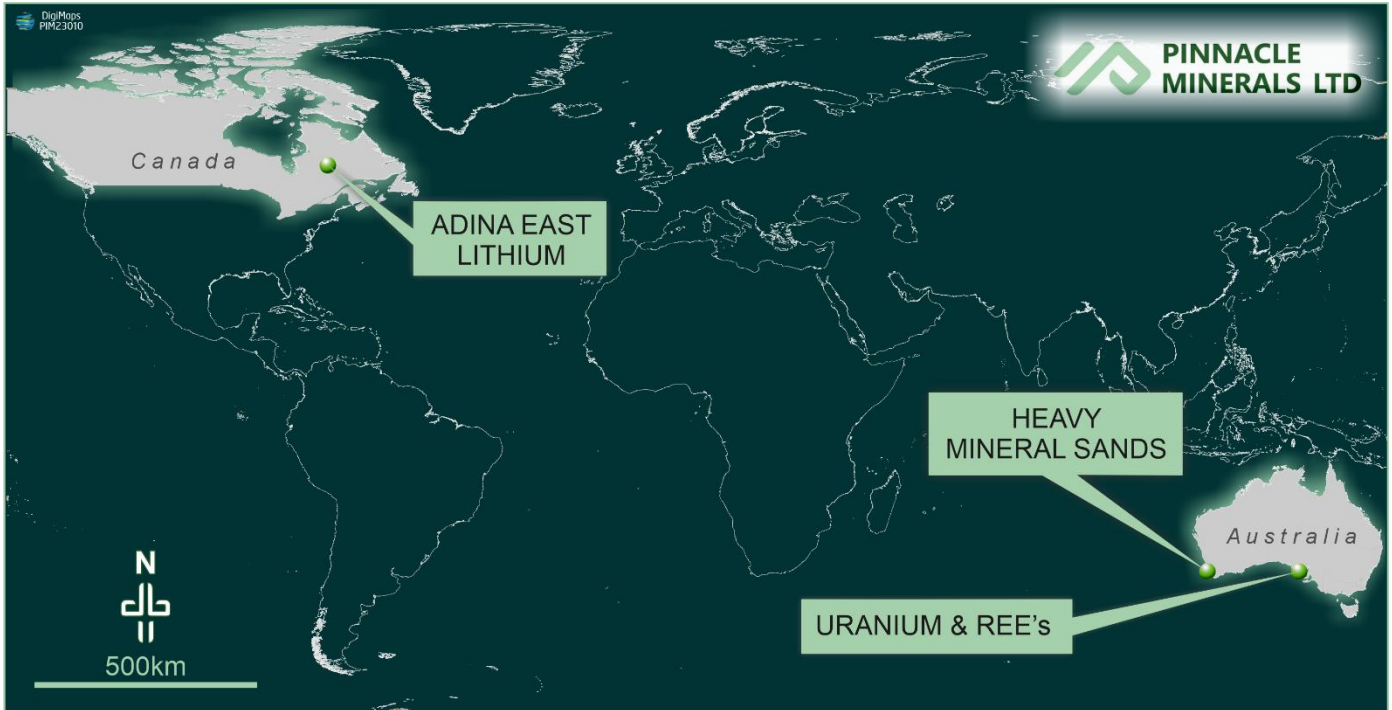 DigiMaps
PIM23010
PINNACLE
MINERALS LTD
Canada
ADINA EAST
LITHIUM
HEAVY
MINERAL SANDS
Australia
URANIUM & REE's
N
500km